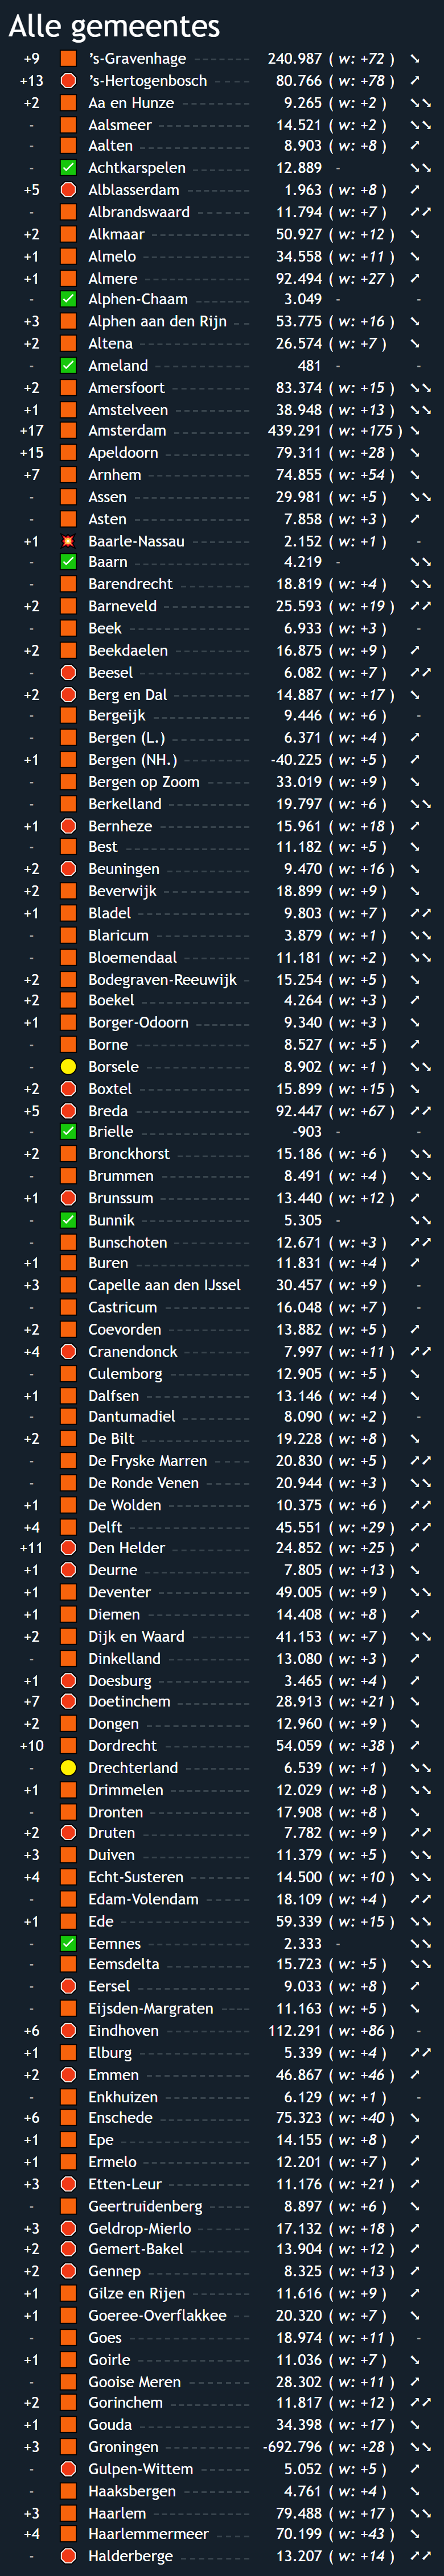 Alle gemeentes
+9 's-Gravenhage 240.987 ( w: +72 )
+13 's-Hertogenbosch 80.766 ( w: +78 )
+2 Aa en Hunze 9.265 ( w: +2 )
- Aalsmeer 14.521 ( w: +2 )
- Aalten 8.903 ( w: +8 )
- Achtkarspelen 12.889 -
+5 Alblasserdam 1.963 ( w: +8 )
- Albrandswaard 11.794 ( w: +7 )
+2 Alkmaar 50.927 ( w: +12 )
+1 Almelo 34.558 ( w: +11 )
+1 Almere 92.494 ( w: +27 )
- Alphen-Chaam 3.049 - -
+3 Alphen aan den Rijn 53.775 ( w: +16 )
+2 Altena 26.574 ( w: +7 )
- Ameland 481 - -
+2 Amersfoort 83.374 ( w: +15 )
+1 Amstelveen 38.948 ( w: +13 )
+17 Amsterdam 439.291 ( w: +175 )
+15 Apeldoorn 79.311 ( w: +28 )
+7 Arnhem 74.855 ( w: +54 )
- Assen 29.981 ( w: +5 )
- Asten 7.858 ( w: +3 )
+1 Baarle-Nassau 2.152 ( w: +1 ) -
- Baarn 4.219 -
- Barendrecht 18.819 ( w: +4 )
+2 Barneveld 25.593 ( w: +19 )
- Beek 6.933 ( w: +3 ) -
+2 Beekdaelen 16.875 ( w: +9 )
- Beesel 6.082 ( w: +7 )
+2 Berg en Dal 14.887 ( w: +17 )
- Bergeijk 9.446 ( w: +6 ) -
- Bergen (L.) 6.371 ( w: +4 )
+1 Bergen (NH.) -40.225 ( w: +5 )
- Bergen op Zoom 33.019 ( w: +9 )
- Berkelland 19.797 ( w: +6 )
+1 Bernheze 15.961 ( w: +18 )
- Best 11.182 ( w: +5 )
+2 Beuningen 9.470 ( w: +16 )
+2 Beverwijk 18.899 ( w: +9 )
+1 Bladel 9.803 ( w: +7 )
- Blaricum 3.879 ( w: +1 )
- Bloemendaal 11.181 ( w: +2 )
+2 Bodegraven-Reeuwijk 15.254 ( w: +5 )
+2 Boekel 4.264 ( w: +3 )
+1 Borger-Odoorn 9.340 ( w: +3 )
- Borne 8.527 ( w: +5 )
- Borsele 8.902 ( w: +1 )
+2 Boxtel 15.899 ( w: +15 )
+5 Breda 92.447 ( w: +67 )
- Brielle -903 - -
+2 Bronckhorst 15.186 ( w: +6 )
- Brummen 8.491 ( w: +4 )
+1 Brunssum 13.440 ( w: +12 )
- Bunnik 5.305 -
- Bunschoten 12.671 ( w: +3 )
+1 Buren 11.831 ( w: +4 )
+3 Capelle aan den IJssel 30.457 ( w: +9 ) -
- Castricum 16.048 ( w: +7 ) -
+2 Coevorden 13.882 ( w: +5 )
+4 Cranendonck 7.997 ( w: +11 )
- Culemborg 12.905 ( w: +5 )
+1 Dalfsen 13.146 ( w: +4 )
- Dantumadiel 8.090 ( w: +2 ) -
+2 De Bilt 19.228 ( w: +8 )
- De Fryske Marren 20.830 ( w: +5 )
- De Ronde Venen 20.944 ( w: +3 )
+1 De Wolden 10.375 ( w: +6 )
+4 Delft 45.551 ( w: +29 )
+11 Den Helder 24.852 ( w: +25 )
+1 Deurne 7.805 ( w: +13 )
+1 Deventer 49.005 ( w: +9 )
+1 Diemen 14.408 ( w: +8 )
+2 Dijk en Waard 41.153 ( w: +7 )
- Dinkelland 13.080 ( w: +3 )
+1 Doesburg 3.465 ( w: +4 )
+7 Doetinchem 28.913 ( w: +21 )
+2 Dongen 12.960 ( w: +9 )
+10 Dordrecht 54.059 ( w: +38 )
- Drechterland 6.539 ( w: +1 )
+1 Drimmelen 12.029 ( w: +8 )
- Dronten 17.908 ( w: +8 )
+2 Druten 7.782 ( w: +9 )
+3 Duiven 11.379 ( w: +5 )
+4 Echt-Susteren 14.500 ( w: +10 )
- Edam-Volendam 18.109 ( w: +4 )
+1 Ede 59.339 ( w: +15 )
- Eemnes 2.333 -
- Eemsdelta 15.723 ( w: +5 )
- Eersel 9.033 ( w: +8 )
- Eijsden-Margraten 11.163 ( w: +5 )
+6 Eindhoven 112.291 ( w: +86 ) -
+1 Elburg 5.339 ( w: +4 )
+2 Emmen 46.867 ( w: +46 )
- Enkhuizen 6.129 ( w: +1 ) -
+6 Enschede 75.323 ( w: +40 )
+1 Epe 14.155 ( w: +8 )
+1 Ermelo 12.201 ( w: +7 )
+3 Etten-Leur 11.176 ( w: +21 )
- Geertruidenberg 8.897 ( w: +6 )
+3 Geldrop-Mierlo 17.132 ( w: +18 )
+2 Gemert-Bakel 13.904 ( w: +12 )
+2 Gennep 8.325 ( w: +13 )
+1 Gilze en Rijen 11.616 ( w: +9 )
+1 Goeree-Overflakkee 20.320 ( w: +7 )
- Goes 18.974 ( w: +11 ) -
+1 Goirle 11.036 ( w: +7 )
- Gooise Meren 28.302 ( w: +11 )
+2 Gorinchem 11.817 ( w: +12 )
+1 Gouda 34.398 ( w: +17 )
+3 Groningen -692.796 ( w: +28 )
- Gulpen-Wittem 5.052 ( w: +5 )
- Haaksbergen 4.761 ( w: +4 )
+3 Haarlem 79.488 ( w: +17 )
+4 Haarlemmermeer 70.199 ( w: +43 )
- Halderberge 13.207 ( w: +14 )